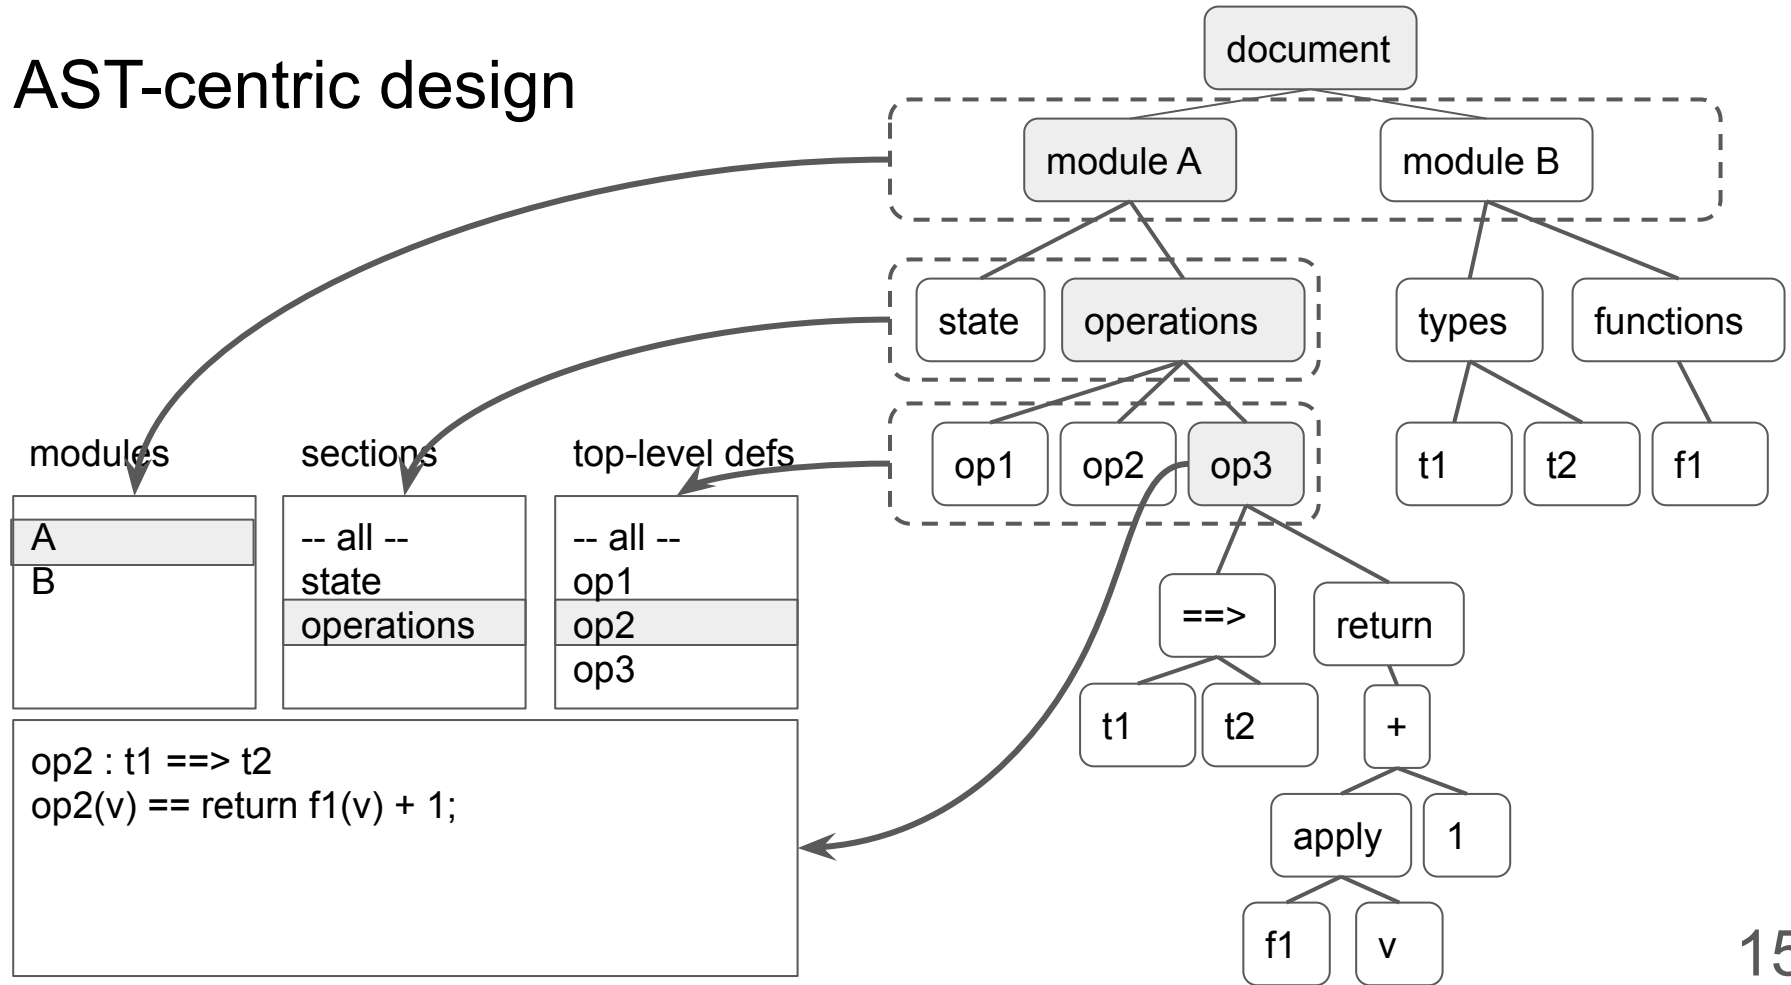 AST-centric design
document
module A
module B
state
operations
types
functions
op1
op2
op3
t1
t2
f1
==>
return
t1
t2
+
apply
1
f1
v
modules
A
B
sections
-- all --
state
operations
top-level defs
-- all --
op1
op2
op3
op2 : t1 ==> t2
op2(v) == return f1(v) + 1;
15